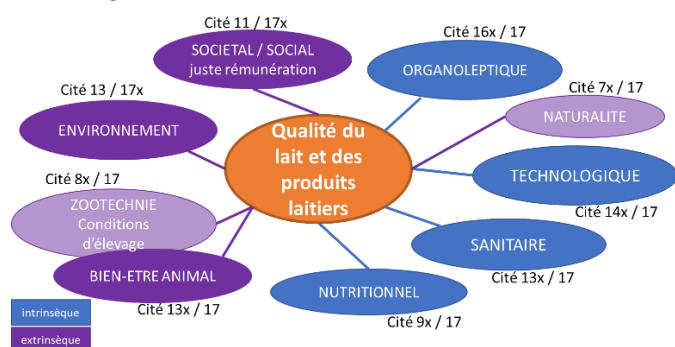 Cité 11 / 17x
SOCIETAL / SOCIAL
juste rémunération
Cité 16x / 17
ORGANOLEPTIQUE
Cité 13 / 17x
ENVIRONNEMENT
Cité 7x / 17
NATURALITE
Qualité du
lait et des
produits
laitiers
Cité 8x / 17
ZOOTECHNIE
Conditions
d'élevage
TECHNOLOGIQUE
Cité 14x / 17
BIEN-ETRE ANIMAL
Cité 13x / 17
SANITAIRE
Cité 13x / 17
NUTRITIONNEL
Cité 9x / 17
intrinsèque
extrinsèque